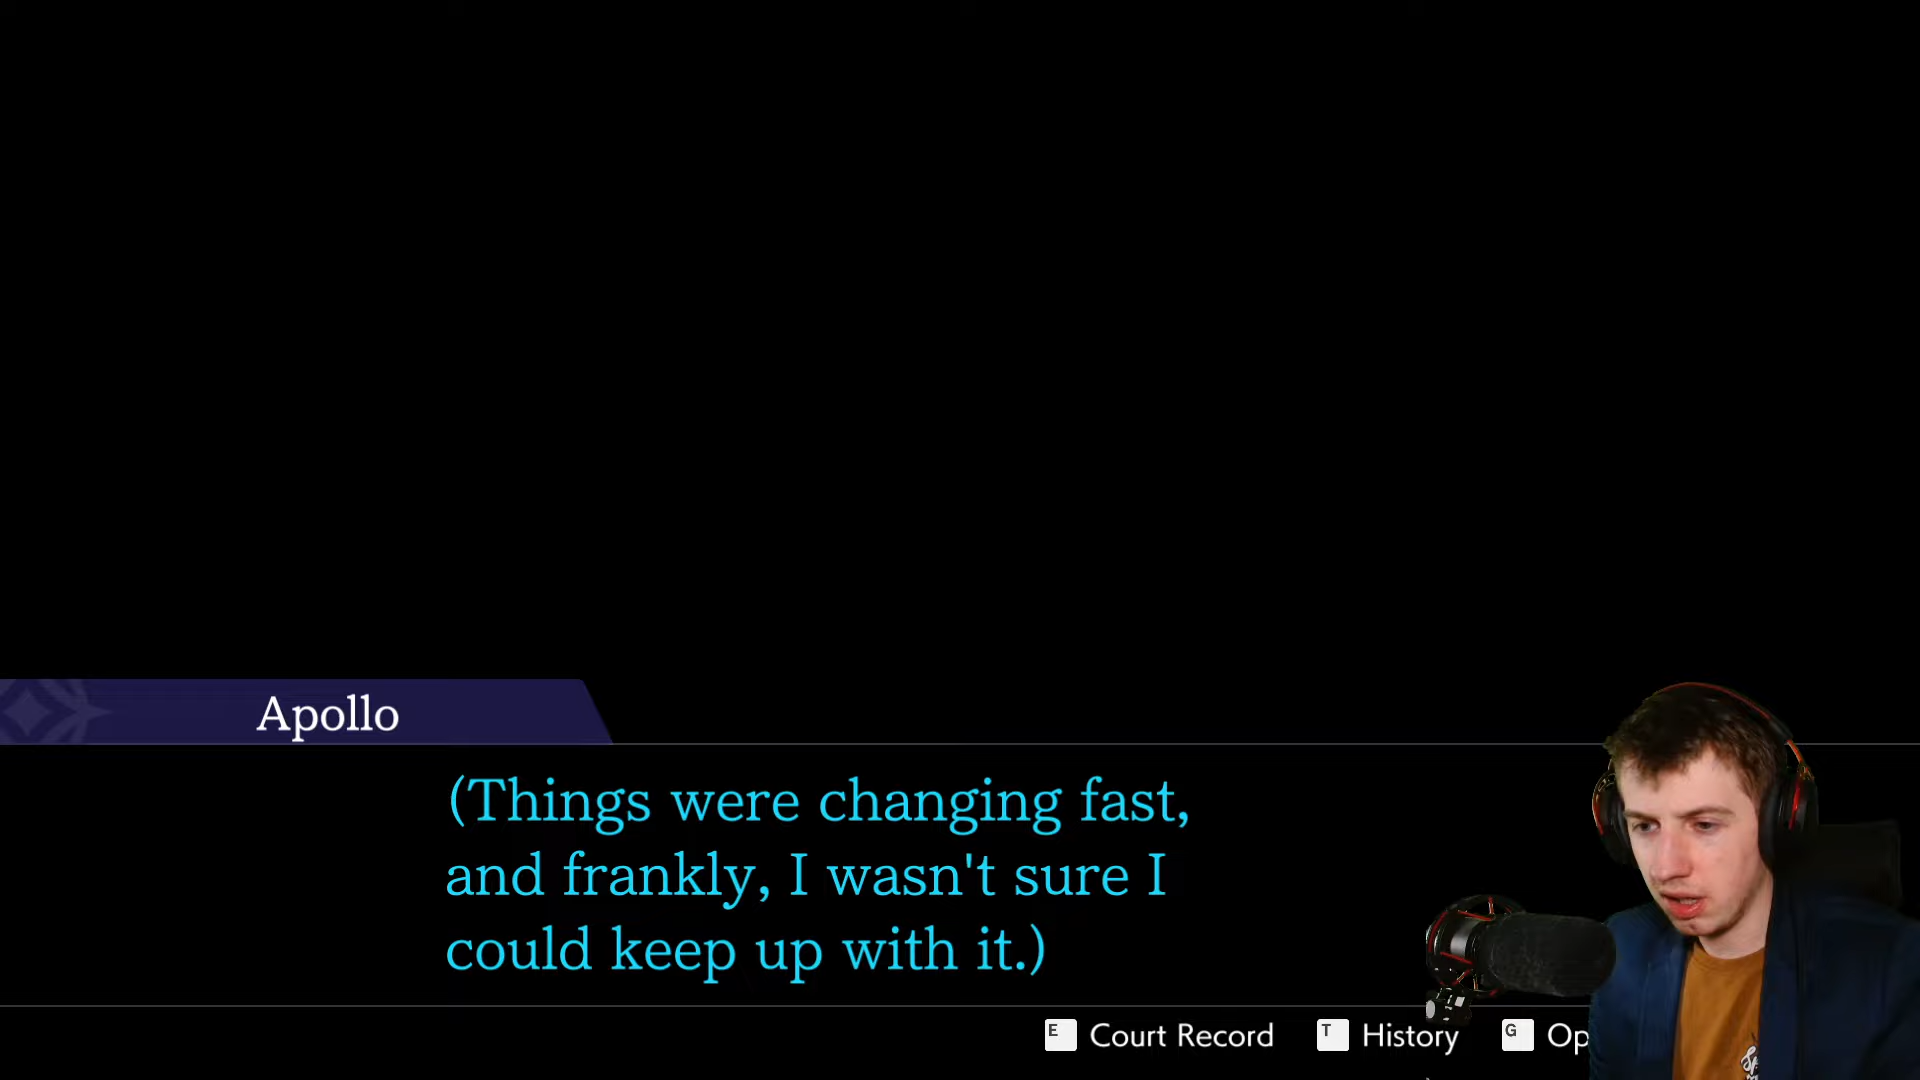 Apollo
(Things were changing fast,
and frankly, I wasn't sure I
could keep up with it.)
E Court Record T History G Op